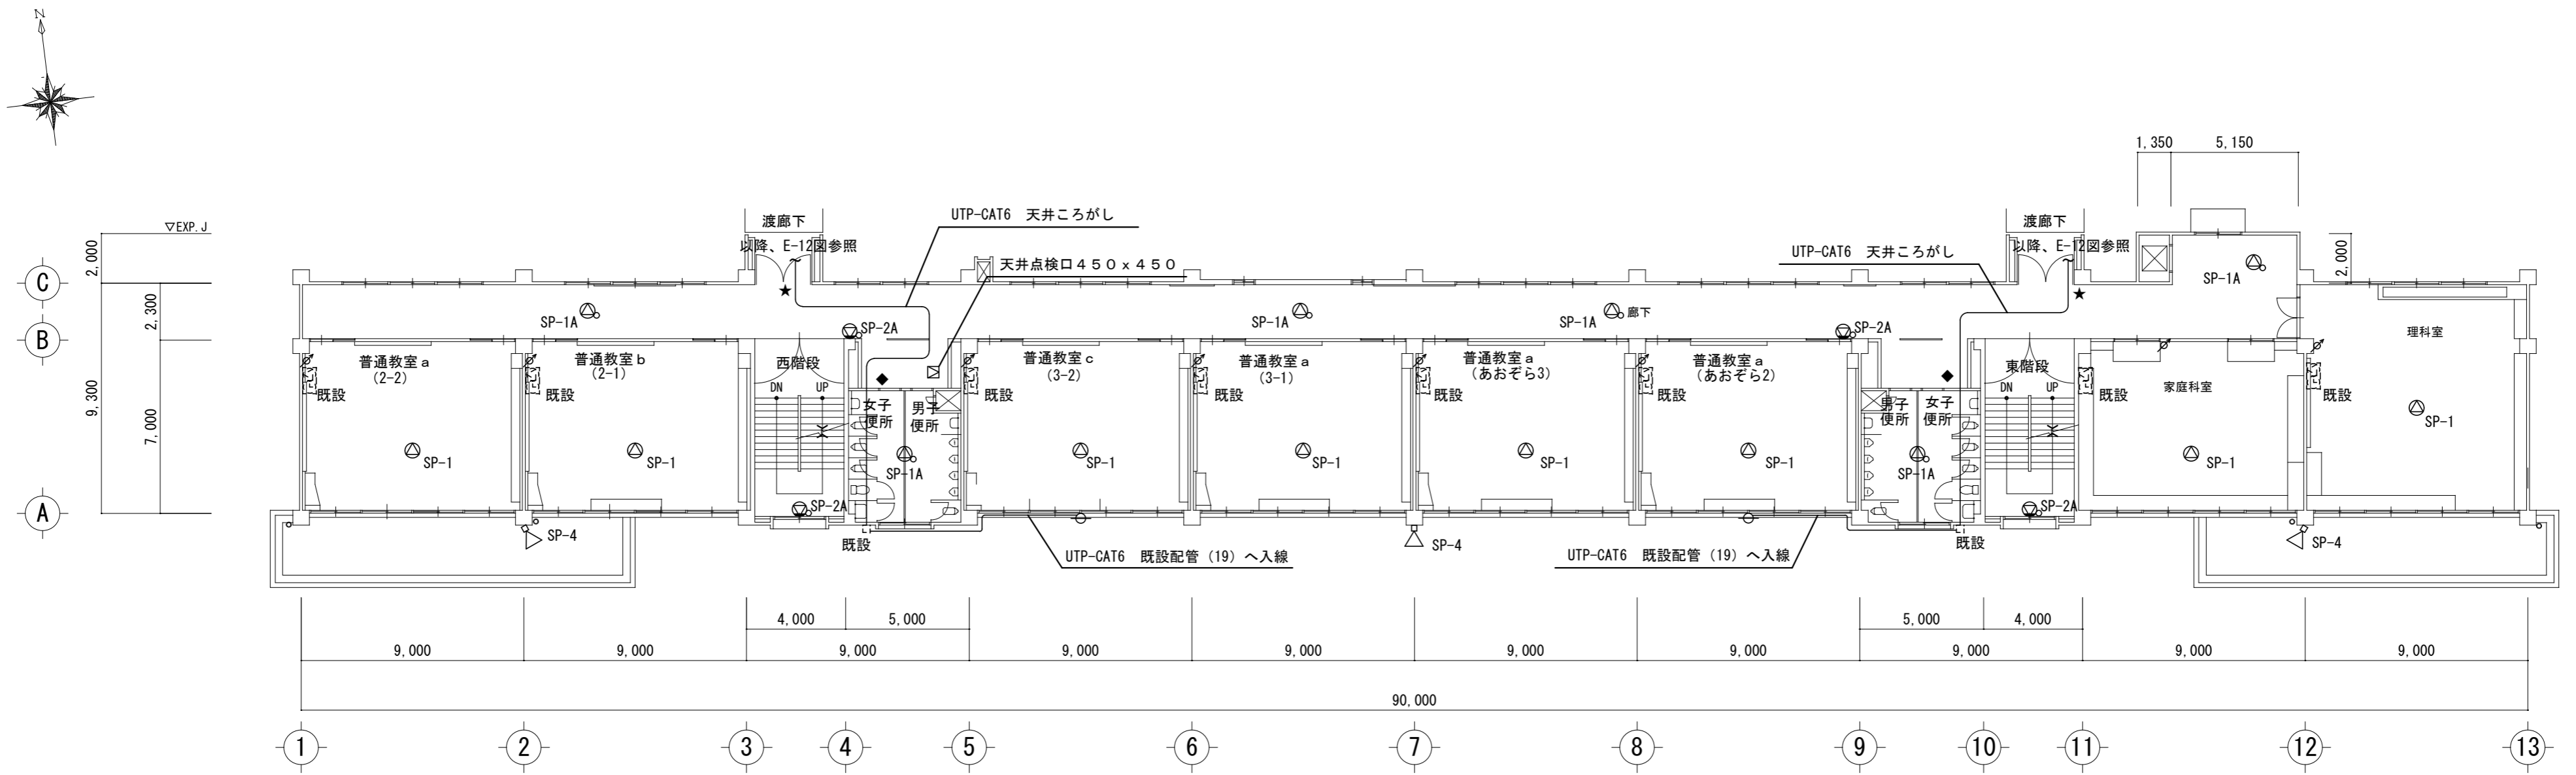 N
1,350
5,150
▽EXP.J
2,000
2,300
9,300
7,000
C
B
A
渡廊下
以降、E-12図参照
UTP-CAT6 天井ころがし
天井点検口450x450
UTP-CAT6 天井ころがし
渡廊下
以降、E-12図参照
2,000
SP-1A
SP-2A
SP-1A
SP-1A
廊下
SP-2A
SP-1A
普通教室a
(2-2)
既設
SP-1
普通教室b
(2-1)
既設
SP-1
西階段
DN
UP
SP-2A
女子
便所
男子
便所
SP-1A
普通教室c
(3-2)
既設
SP-1
普通教室a
(3-1)
SP-1
普通教室a
(あおぞら3)
既設
SP-1
普通教室a
(あおぞら2)
既設
SP-1
男子
便所
女子
便所
SP-1A
東階段
DN
UP
SP-2A
家庭科室
既設
SP-1
理科室
既設
SP-1
SP-4
既設
UTP-CAT6 既設配管(19)へ入線
SP-4
UTP-CAT6 既設配管(19)へ入線
既設
SP-4
4,000
5,000
5,000
4,000
9,000
9,000
9,000
9,000
9,000
9,000
9,000
9,000
9,000
9,000
90,000
1
2
3
4
5
6
7
8
9
10
11
12
13